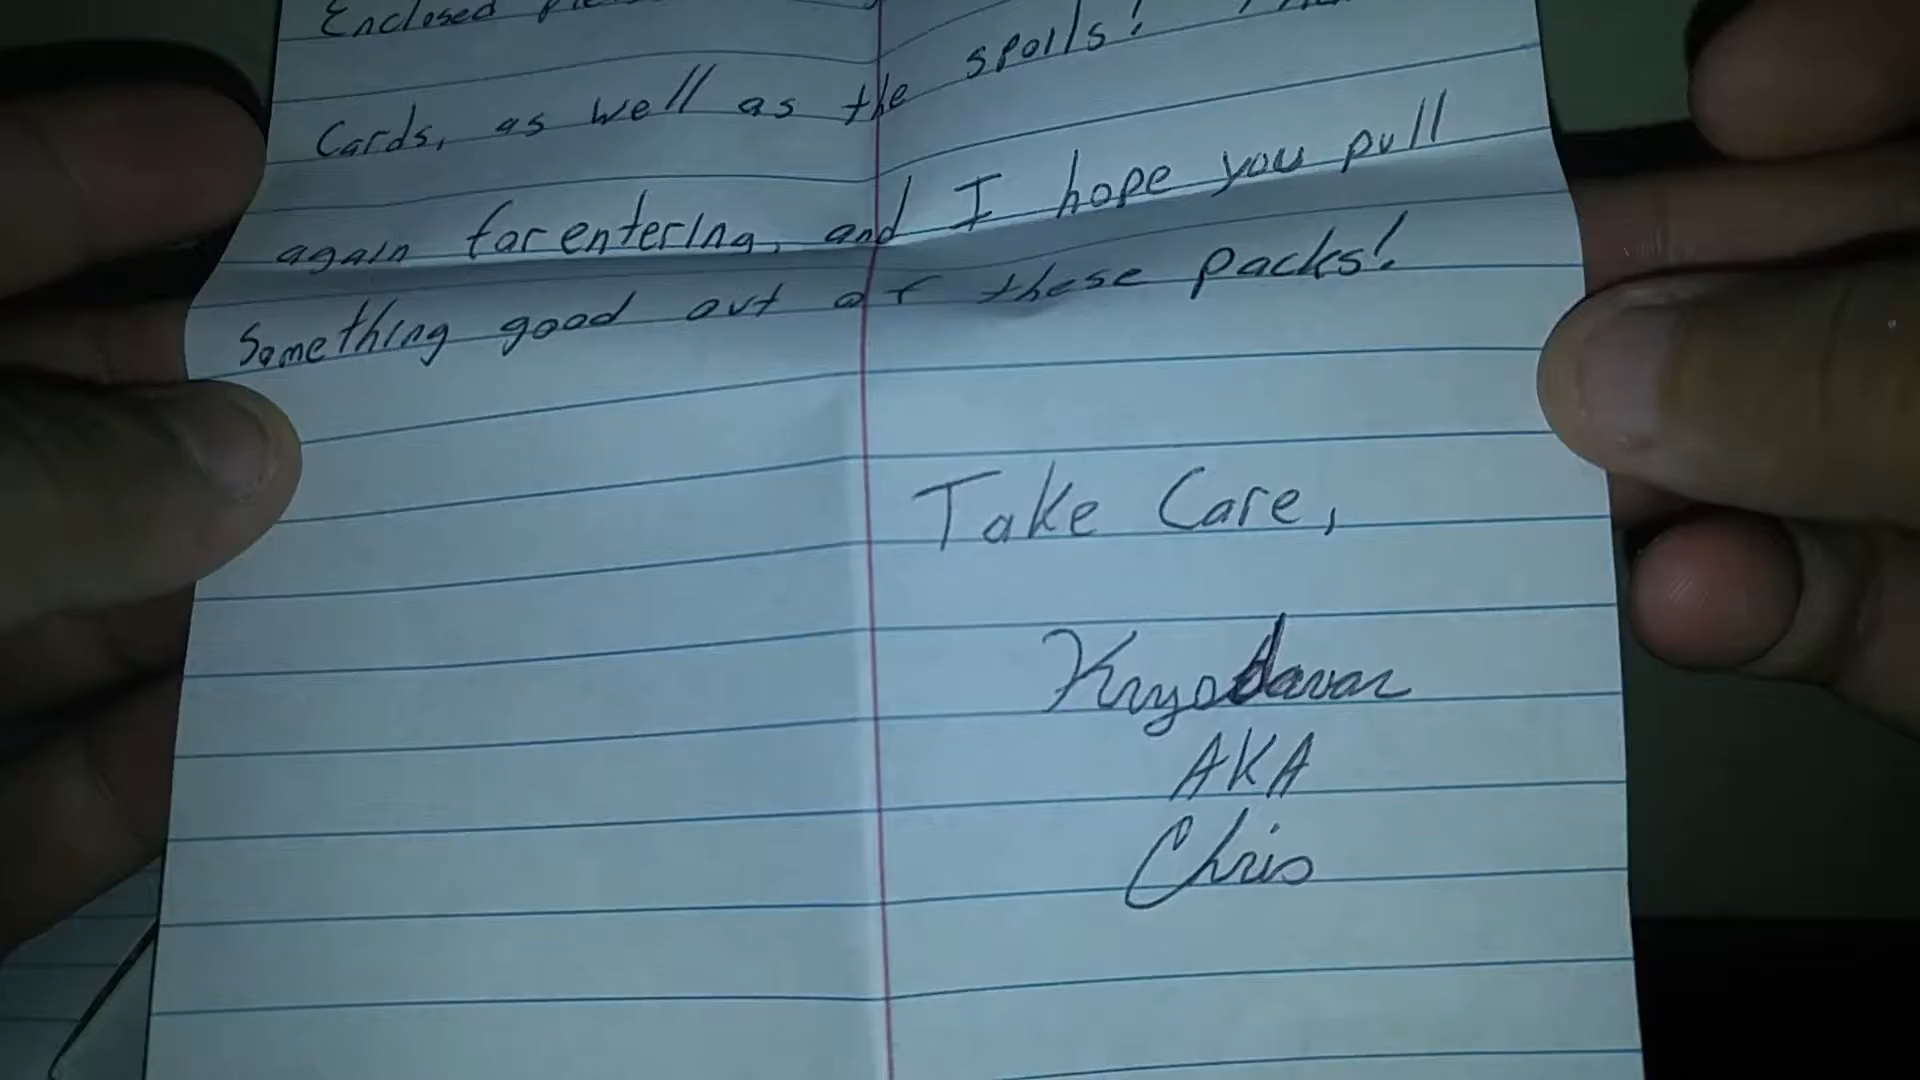 Enclosed
Cards, as well as the spoils!
again for entering, and I hope you pull
Something good out of these packs!
Take Care,
AKA
Chris